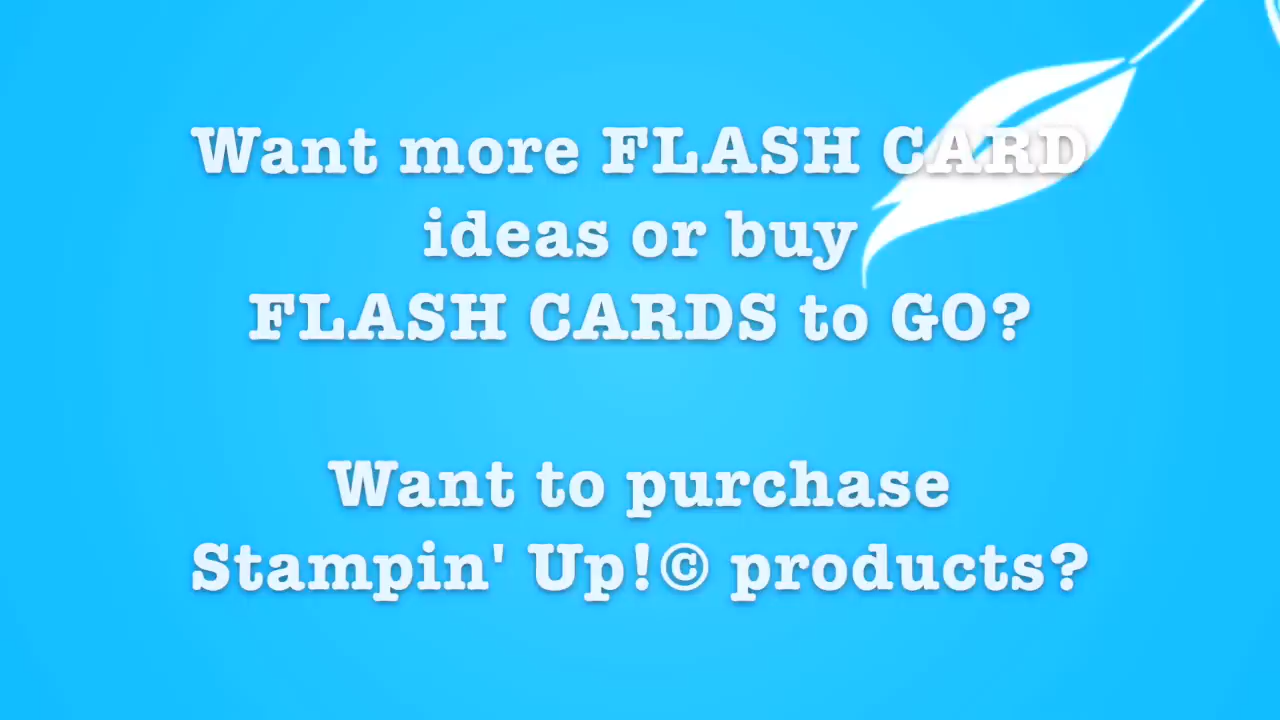 Want more FLASH CARD
ideas or buy
FLASH CARDS to GO?
Want to purchase
Stampin' Up!© products?